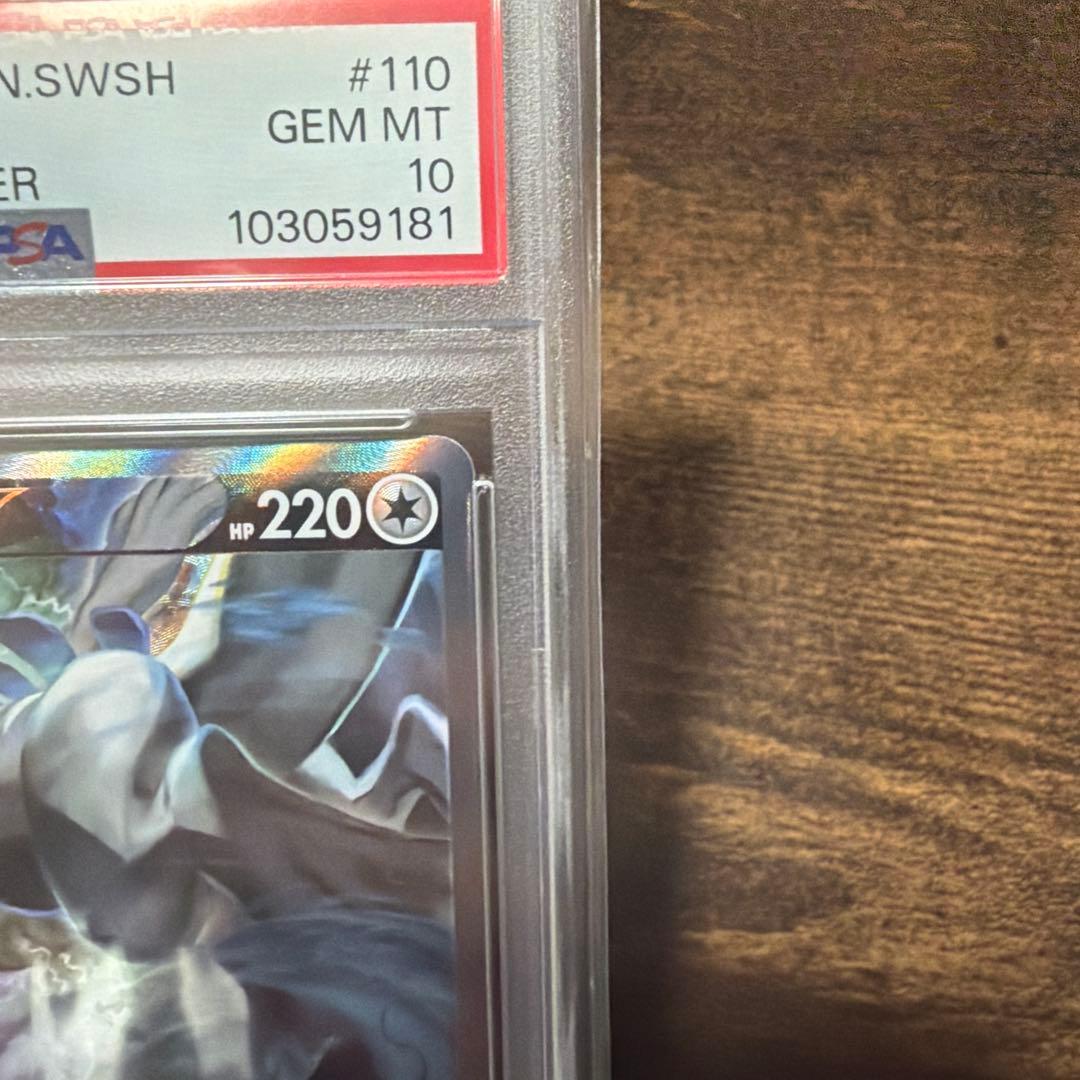 N.SWSH #110
GEM MT
ER 10
PSA 103059181
HP 220